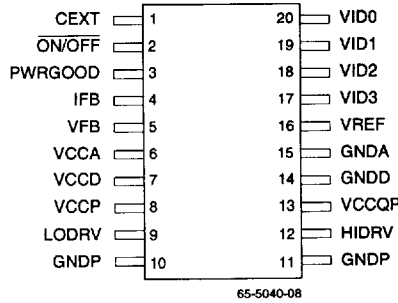 CEXT 1 20 VID0
ON/OFF 2 19 VID1
PWRGOOD 3 18 VID2
IFB 4 17 VID3
VFB 5 16 VREF
VCCA 6 15 GNDA
VCCD 7 14 GNDD
VCCP 8 13 VCCQP
LODRV 9 12 HIDRV
GNDP 10 11 GNDP
65-5040-08